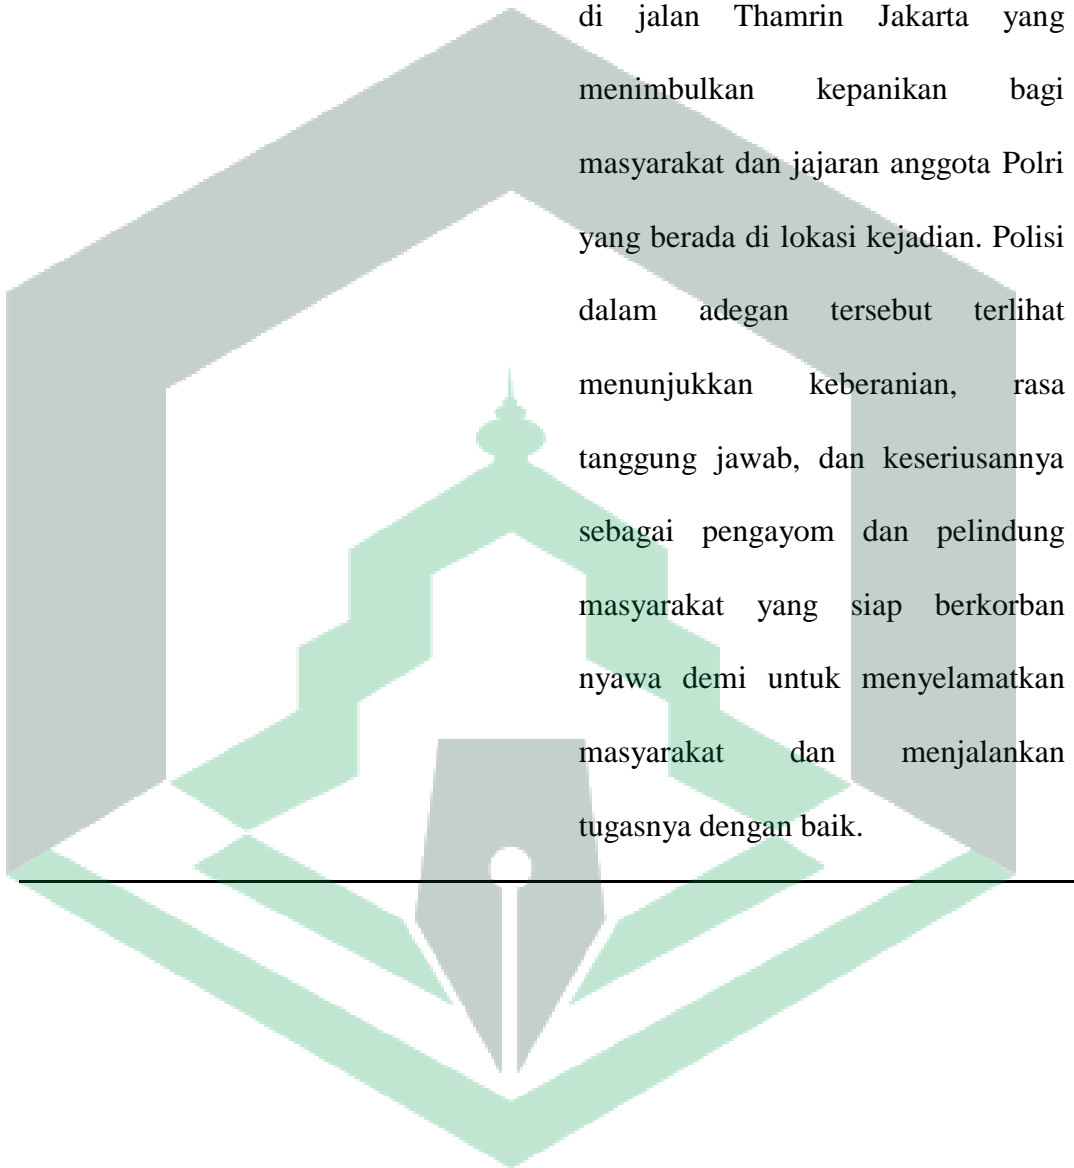 di jalan Thamrin Jakarta yang
menimbulkan kepanikan bagi
masyarakat dan jajaran anggota Polri
yang berada di lokasi kejadian. Polisi
dalam adegan tersebut terlihat
menunjukkan keberanian, rasa
tanggung jawab, dan keseriusannya
sebagai pengayom dan pelindung
masyarakat yang siap berkorban
nyawa demi untuk menyelamatkan
masyarakat dan menjalankan
tugasnya dengan baik.